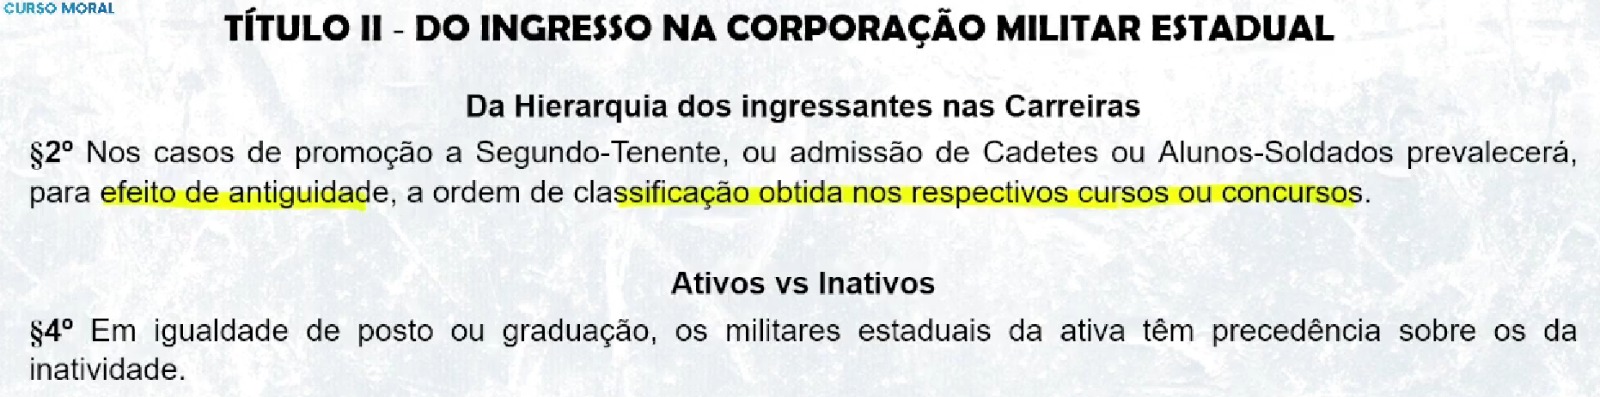 CURSO MORAL
TÍTULO II - DO INGRESSO NA CORPORAÇÃO MILITAR ESTADUAL
Da Hierarquia dos ingressantes nas Carreiras
§2º Nos casos de promoção a Segundo-Tenente, ou admissão de Cadetes ou Alunos-Soldados prevalecerá,
para efeito de antiguidade, a ordem de classificação obtida nos respectivos cursos ou concursos.
Ativos vs Inativos
§4º Em igualdade de posto ou graduação, os militares estaduais da ativa têm precedência sobre os da
inatividade.